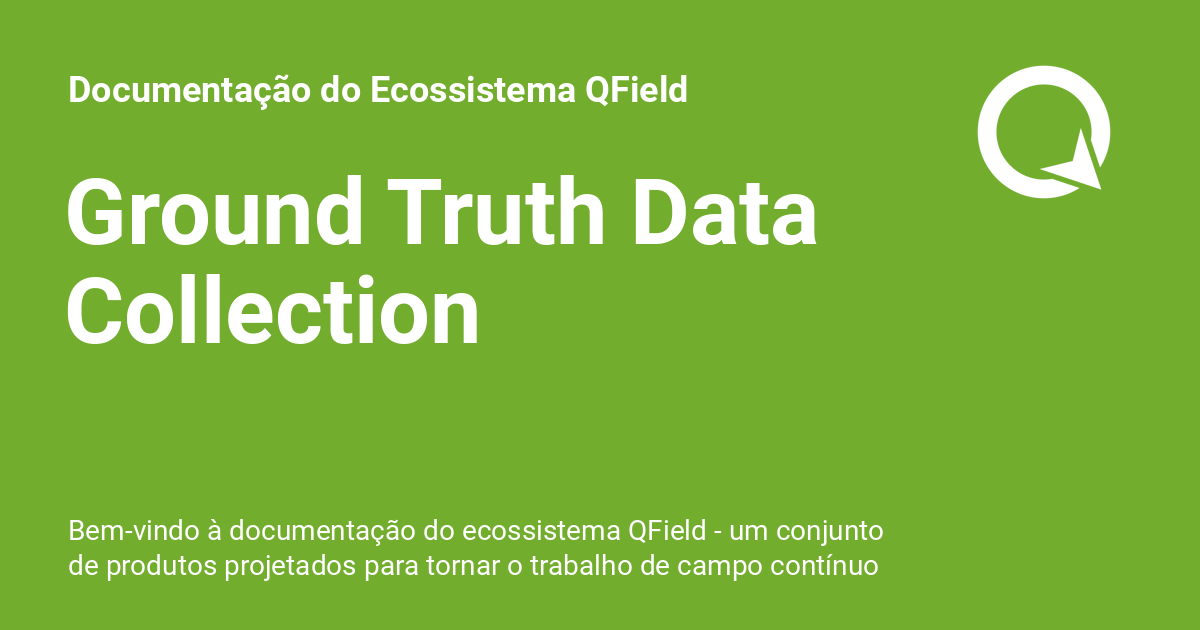 Documentação do Ecossistema QField
Ground Truth Data
Collection
Bem-vindo à documentação do ecossistema QField - um conjunto
de produtos projetados para tornar o trabalho de campo contínuo